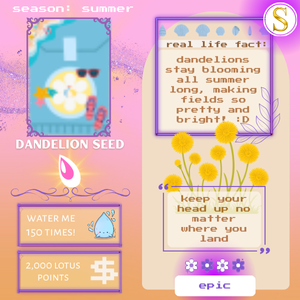 season: summer
S
real life fact:
dandelions
stay blooming
all summer
long, making
fields so
pretty and
bright! :D
DANDELION SEED
WATER ME
150 TIMES!
2,000 LOTUS
POINTS
“
keep your
head up no
matter
where you
land
”
epic